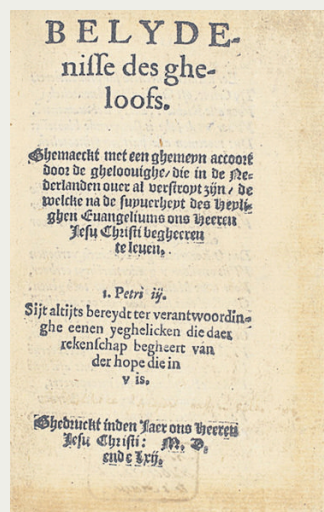 BELYDE-
nisse des ghe-
loofs.
Ghemaeckt met een ghemeyn accoort
door de gheloouighe/ die in de Ne-
derlanden ouer al verstroyt zijn/ de
welcke na de suyuerheyt des Heyli-
ghen Euangeliums ons Heeren
Jesu Christi begheeren
te leuen.
1. Petri iij.
Sijt altijts bereydt ter verantwoordin-
ghe eenen yeghelicken die daer
rekenschap begheert van
der hope die in
v is.
Ghedruckt inden Jaer ons Heeren
Jesu Christi: M. D.
ende Lxij.